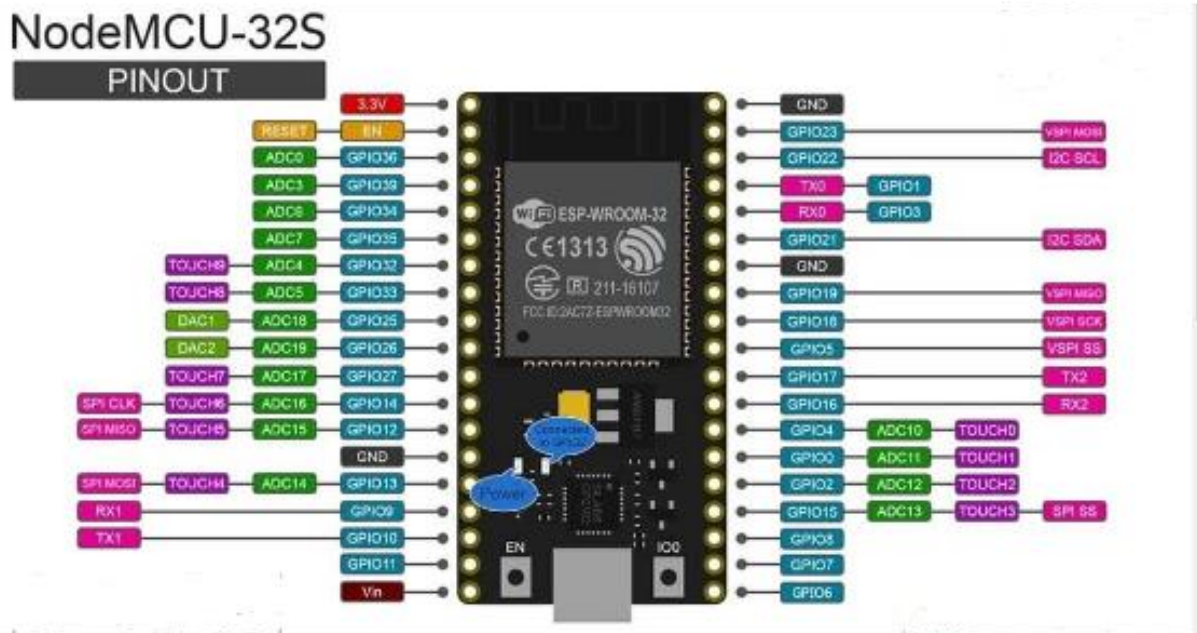 NodeMCU-32S
PINOUT
3.3V GND
RESET EN GPIO23 VSPI MOSI
ADC0 GPIO36 GPIO22 I2C SCL
ADC3 GPIO39 TX0 GPIO1
ADC6 GPIO34 RX0 GPIO3
ADC7 GPIO35 GPIO21 I2C SDA
TOUCH9 ADC4 GPIO32 GND
TOUCH8 ADC5 GPIO33 GPIO19 VSPI MISO
DAC1 ADC18 GPIO25 GPIO18 VSPI SCK
DAC2 ADC19 GPIO26 GPIO5 VSPI SS
TOUCH7 ADC17 GPIO27 GPIO17 TX2
SPI CLK TOUCH6 ADC16 GPIO14 GPIO16 RX2
SPI MISO TOUCH5 ADC15 GPIO12 GPIO4 ADC10 TOUCH0
GND GPIO0 ADC11 TOUCH1
SPI MOSI TOUCH4 ADC14 GPIO13 GPIO2 ADC12 TOUCH2
RX1 GPIO9 GPIO15 ADC13 TOUCH3 SPI SS
TX1 GPIO10 GPIO8
GPIO11 GPIO7
Vin GPIO6
WiFi ESP-WROOM-32
CE1313
R 211-16107
FCC ID:2AC7Z-ESPWROOM32
Connected
to
Power
EN IO0